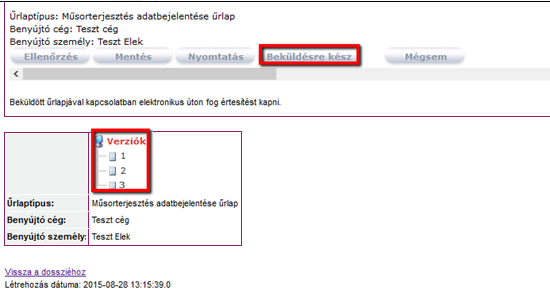 Űrlaptípus: Műsorterjesztés adatbejelentése űrlap
Benyújtó cég: Teszt cég
Benyújtó személy: Teszt Elek
Ellenőrzés Mentés Nyomtatás Beküldésre kész Mégsem
Beküldött űrlapjával kapcsolatban elektronikus úton fog értesítést kapni.
Verziók
1
2
3
Űrlaptípus: Műsorterjesztés adatbejelentése űrlap
Benyújtó cég: Teszt cég
Benyújtó személy: Teszt Elek
Vissza a dossziéhoz
Létrehozás dátuma: 2015-08-28 13:15:39.0